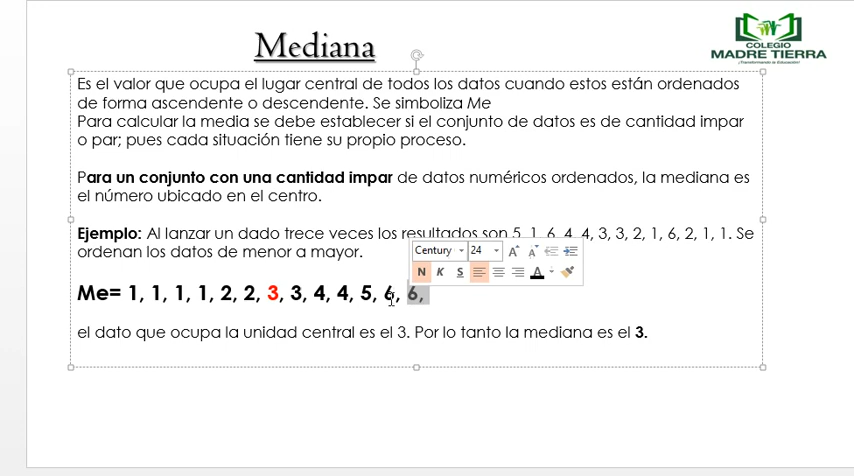 Mediana
COLEGIO
MADRE TIERRA
¡Transformando la Educación!
Es el valor que ocupa el lugar central de todos los datos cuando estos están ordenados
de forma ascendente o descendente. Se simboliza Me
Para calcular la media se debe establecer si el conjunto de datos es de cantidad impar
o par; pues cada situación tiene su propio proceso.
Para un conjunto con una cantidad impar de datos numéricos ordenados, la mediana es
el número ubicado en el centro.
Ejemplo: Al lanzar un dado trece veces los resultados son 5, 1, 6, 4, 4, 3, 3, 2, 1, 6, 2, 1, 1. Se
ordenan los datos de menor a mayor.
Century 24 A A
N K S A
Me= 1, 1, 1, 1, 2, 2, 3, 3, 4, 4, 5, 6, 6,
el dato que ocupa la unidad central es el 3. Por lo tanto la mediana es el 3.